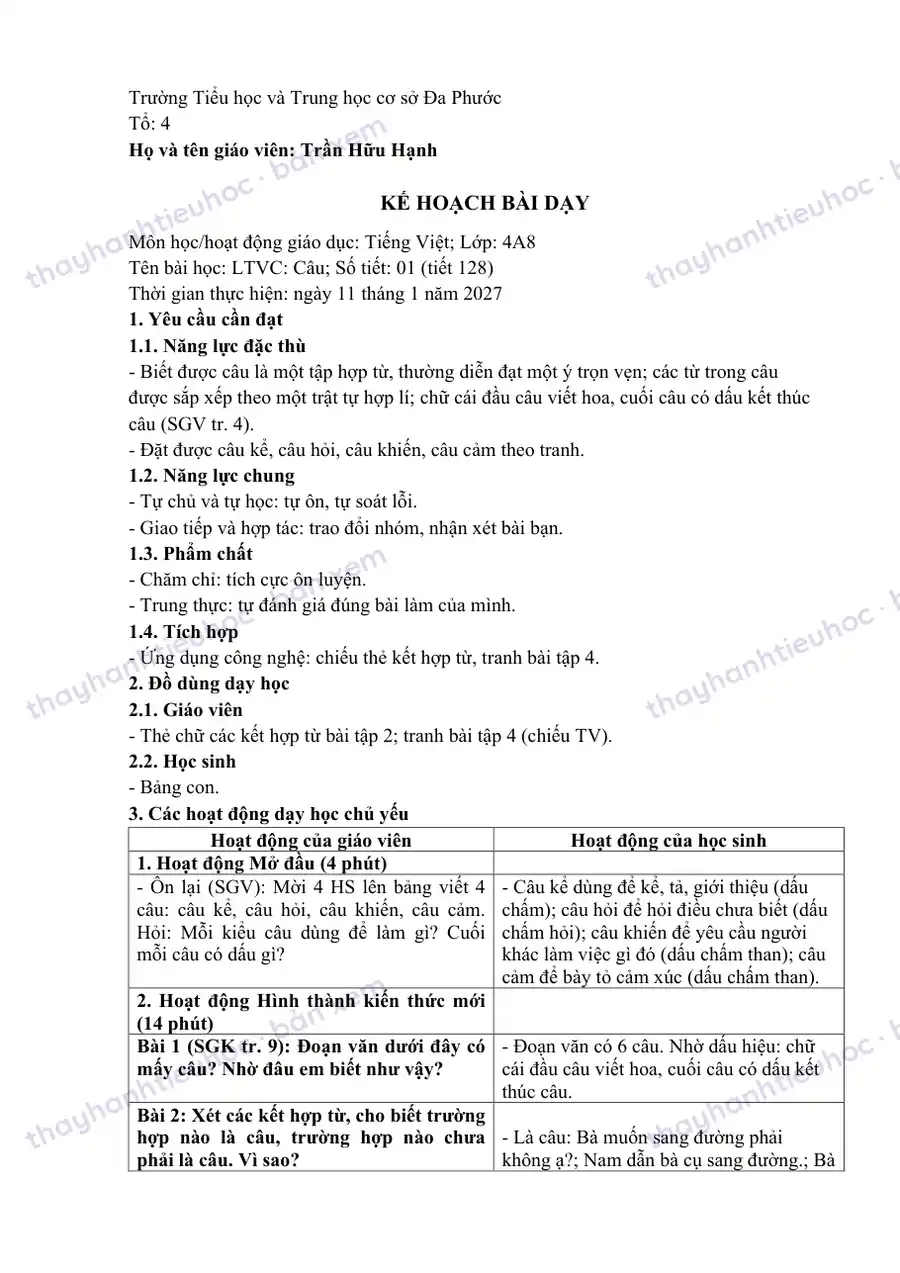 Trường Tiểu học và Trung học cơ sở Đa Phước
Tổ: 4
Họ và tên giáo viên: Trần Hữu Hạnh
KẾ HOẠCH BÀI DẠY
Môn học/hoạt động giáo dục: Tiếng Việt; Lớp: 4A8
Tên bài học: LTVC: Câu; Số tiết: 01 (tiết 128)
Thời gian thực hiện: ngày 11 tháng 1 năm 2027
1. Yêu cầu cần đạt
1.1. Năng lực đặc thù
- Biết được câu là một tập hợp từ, thường diễn đạt một ý trọn vẹn; các từ trong câu
được sắp xếp theo một trật tự hợp lí; chữ cái đầu câu viết hoa, cuối câu có dấu kết thúc
câu (SGV tr. 4).
- Đặt được câu kể, câu hỏi, câu khiến, câu cảm theo tranh.
1.2. Năng lực chung
- Tự chủ và tự học: tự ôn, tự soát lỗi.
- Giao tiếp và hợp tác: trao đổi nhóm, nhận xét bài bạn.
1.3. Phẩm chất
- Chăm chỉ: tích cực ôn luyện.
- Trung thực: tự đánh giá đúng bài làm của mình.
1.4. Tích hợp
- Ứng dụng công nghệ: chiếu thẻ kết hợp từ, tranh bài tập 4.
2. Đồ dùng dạy học
2.1. Giáo viên
- Thẻ chữ các kết hợp từ bài tập 2; tranh bài tập 4 (chiếu TV).
2.2. Học sinh
- Bảng con.
3. Các hoạt động dạy học chủ yếu
Hoạt động của giáo viên
Hoạt động của học sinh
1. Hoạt động Mở đầu (4 phút)
- Ôn lại (SGV): Mời 4 HS lên bảng viết 4
câu: câu kể, câu hỏi, câu khiến, câu cảm.
Hỏi: Mỗi kiểu câu dùng để làm gì? Cuối
mỗi câu có dấu gì?
- Câu kể dùng để kể, tả, giới thiệu (dấu
chấm); câu hỏi để hỏi điều chưa biết (dấu
chấm hỏi); câu khiến để yêu cầu người
khác làm việc gì đó (dấu chấm than); câu
cảm để bày tỏ cảm xúc (dấu chấm than).
2. Hoạt động Hình thành kiến thức mới
(14 phút)
Bài 1 (SGK tr. 9): Đoạn văn dưới đây có
mấy câu? Nhờ đâu em biết như vậy?
- Đoạn văn có 6 câu. Nhờ dấu hiệu: chữ
cái đầu câu viết hoa, cuối câu có dấu kết
thúc câu.
Bài 2: Xét các kết hợp từ, cho biết trường
hợp nào là câu, trường hợp nào chưa
phải là câu. Vì sao?
- Là câu: Bà muốn sang đường phải
không ạ?; Nam dẫn bà cụ sang đường.; Bà
thayhanhtieuhoc · bản xem
thayhanhtieuhoc · b
thayhanhtieuhoc · bản xem
thayhanhtieuhoc · b
thayhanhtieuhoc · bản xem
thayhanhtieuhoc · b